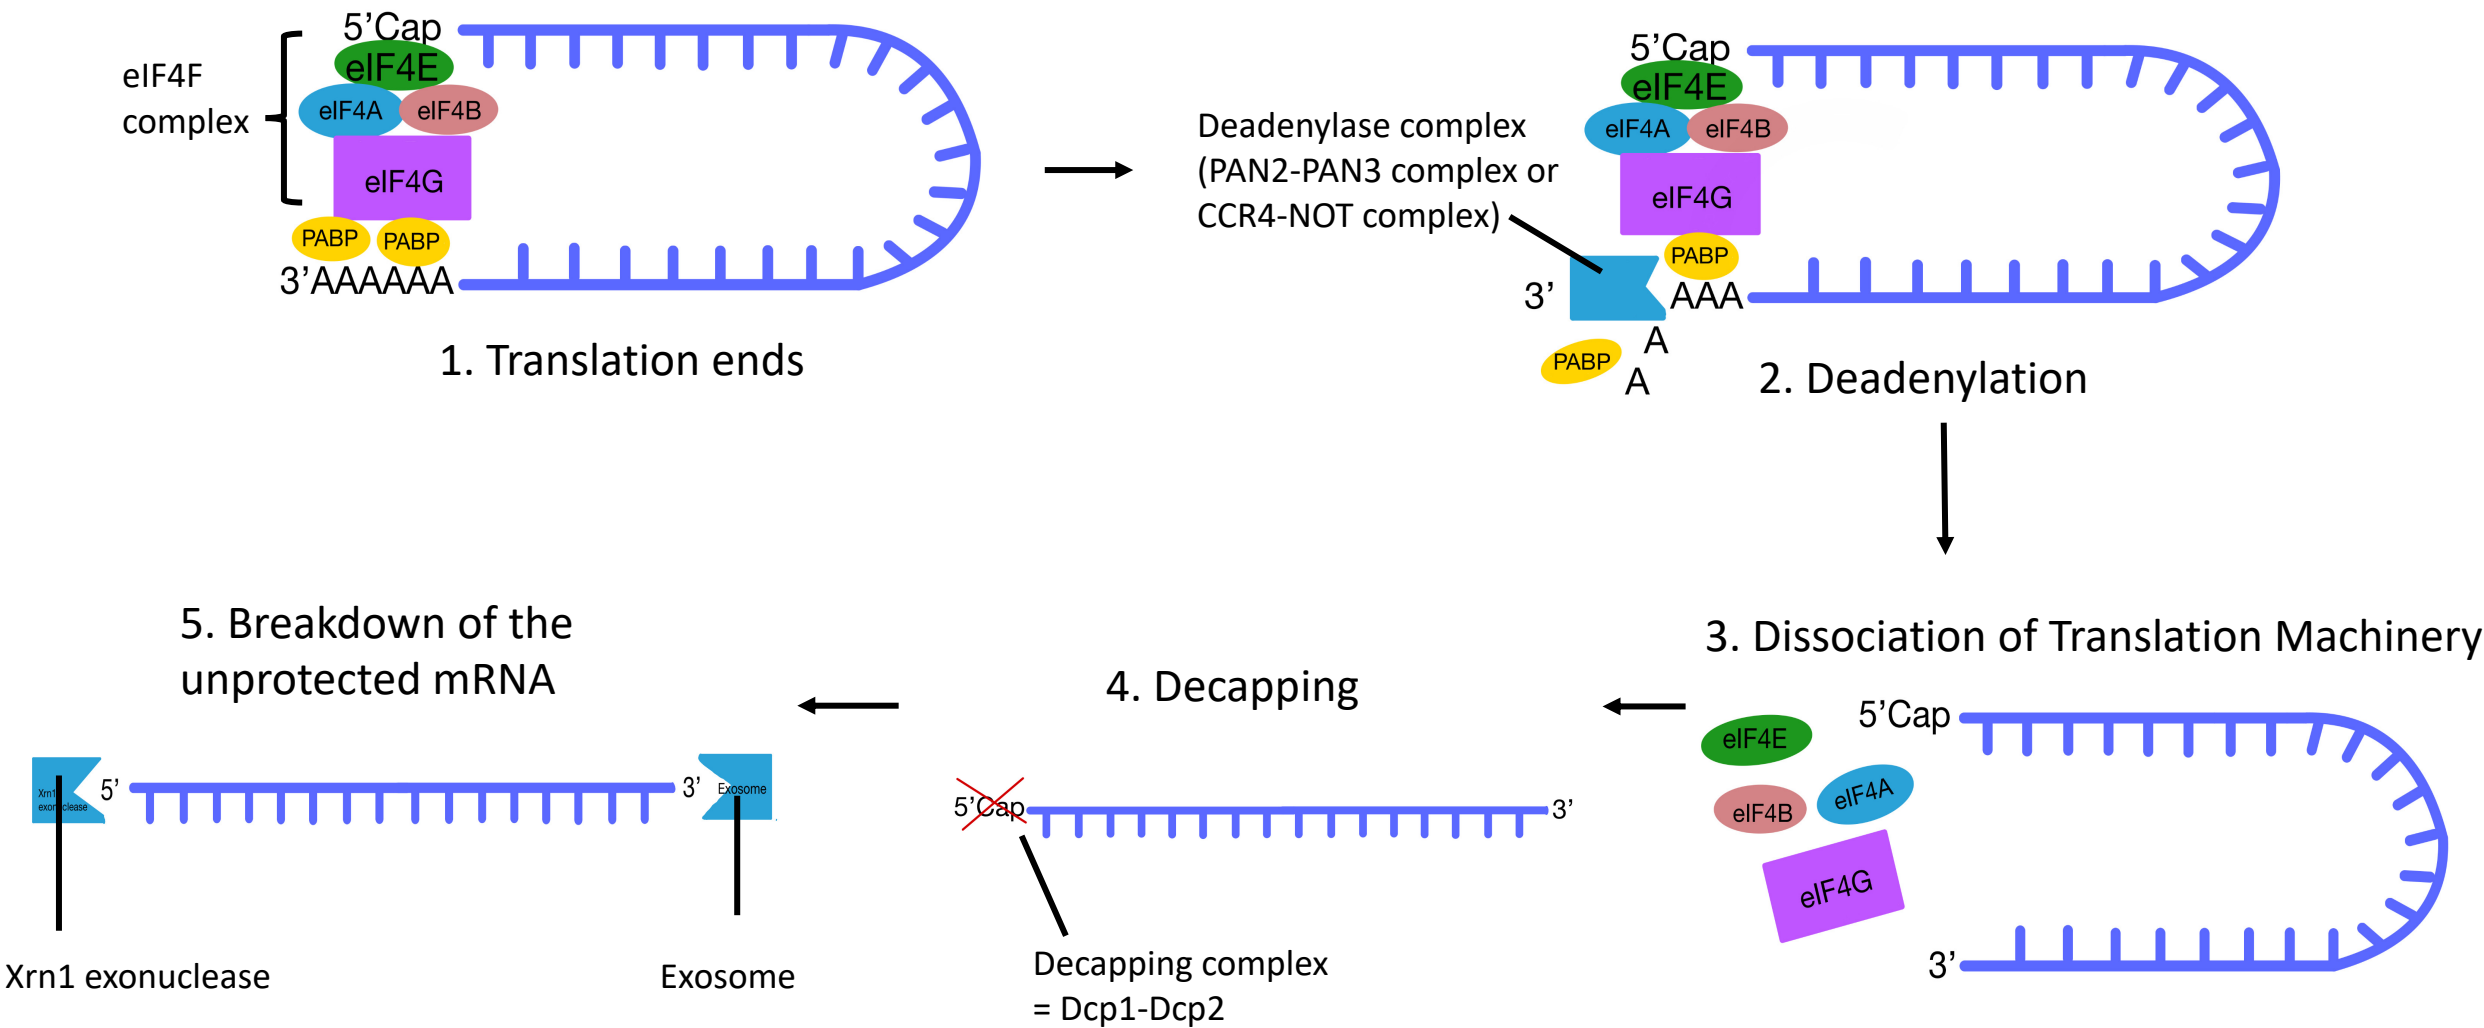 5’Cap
eIF4E
eIF4F
complex
eIF4A
eIF4B
eIF4G
PABP
PABP
3’AAAAAA
1. Translation ends
5’Cap
eIF4E
eIF4A
eIF4B
eIF4G
Deadenylase complex
(PAN2-PAN3 complex or
CCR4-NOT complex)
PABP
3’
AAA
A
PABP
A
2. Deadenylation
3. Dissociation of Translation Machinery
5’Cap
eIF4E
eIF4A
eIF4B
eIF4G
3’
4. Decapping
5’Cap
3’
Decapping complex
= Dcp1-Dcp2
5. Breakdown of the
unprotected mRNA
Xrn1
exonuclease
5’
3’
Exosome
Xrn1 exonuclease
Exosome